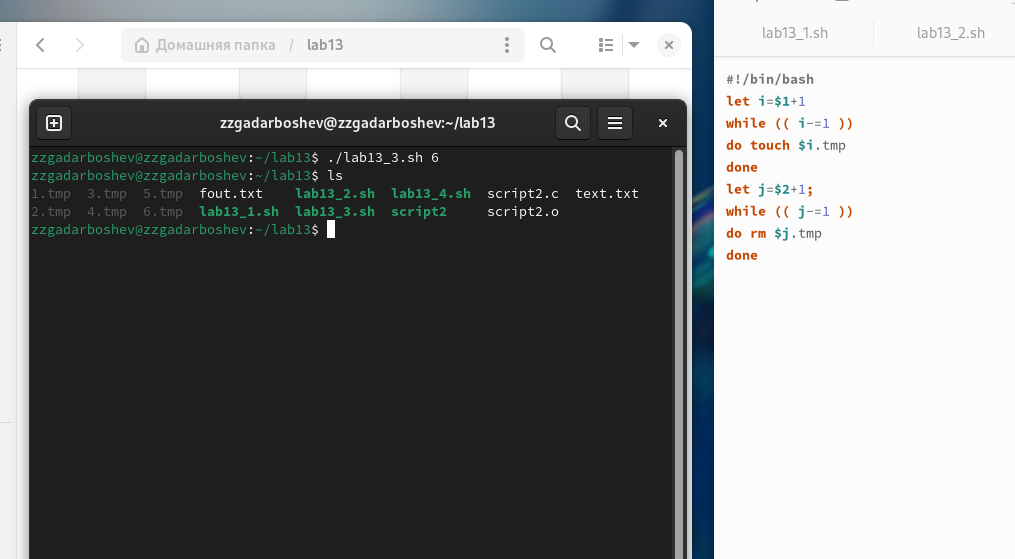 Домашняя папка / lab13
zzgadarboshev@zzgadarboshev:~/lab13
zzgadarboshev@zzgadarboshev:~/lab13$ ./lab13_3.sh 6
zzgadarboshev@zzgadarboshev:~/lab13$ ls
1.tmp 3.tmp 5.tmp fout.txt lab13_2.sh lab13_4.sh script2.c text.txt
2.tmp 4.tmp 6.tmp lab13_1.sh lab13_3.sh script2 script2.o
zzgadarboshev@zzgadarboshev:~/lab13$
lab13_1.sh lab13_2.sh
#!/bin/bash
let i=$1+1
while (( i-=1 ))
do touch $i.tmp
done
let j=$2+1;
while (( j-=1 ))
do rm $j.tmp
done